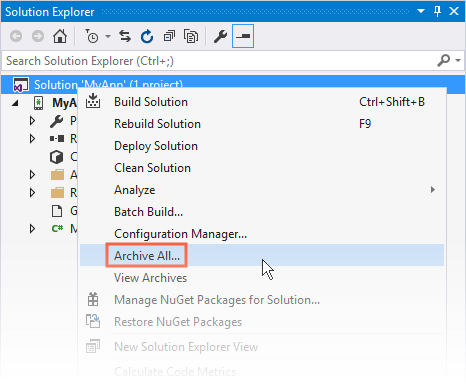 Solution Explorer
Search Solution Explorer (Ctrl+;)
Solution 'MyApp' (1 project)
MyA
Build Solution Ctrl+Shift+B
P
Rebuild Solution F9
R
Deploy Solution
C
Clean Solution
A
Analyze
R
Batch Build...
G
Configuration Manager...
C# M
Archive All...
View Archives
Manage NuGet Packages for Solution...
Restore NuGet Packages
New Solution Explorer View
Calculate Code Metrics